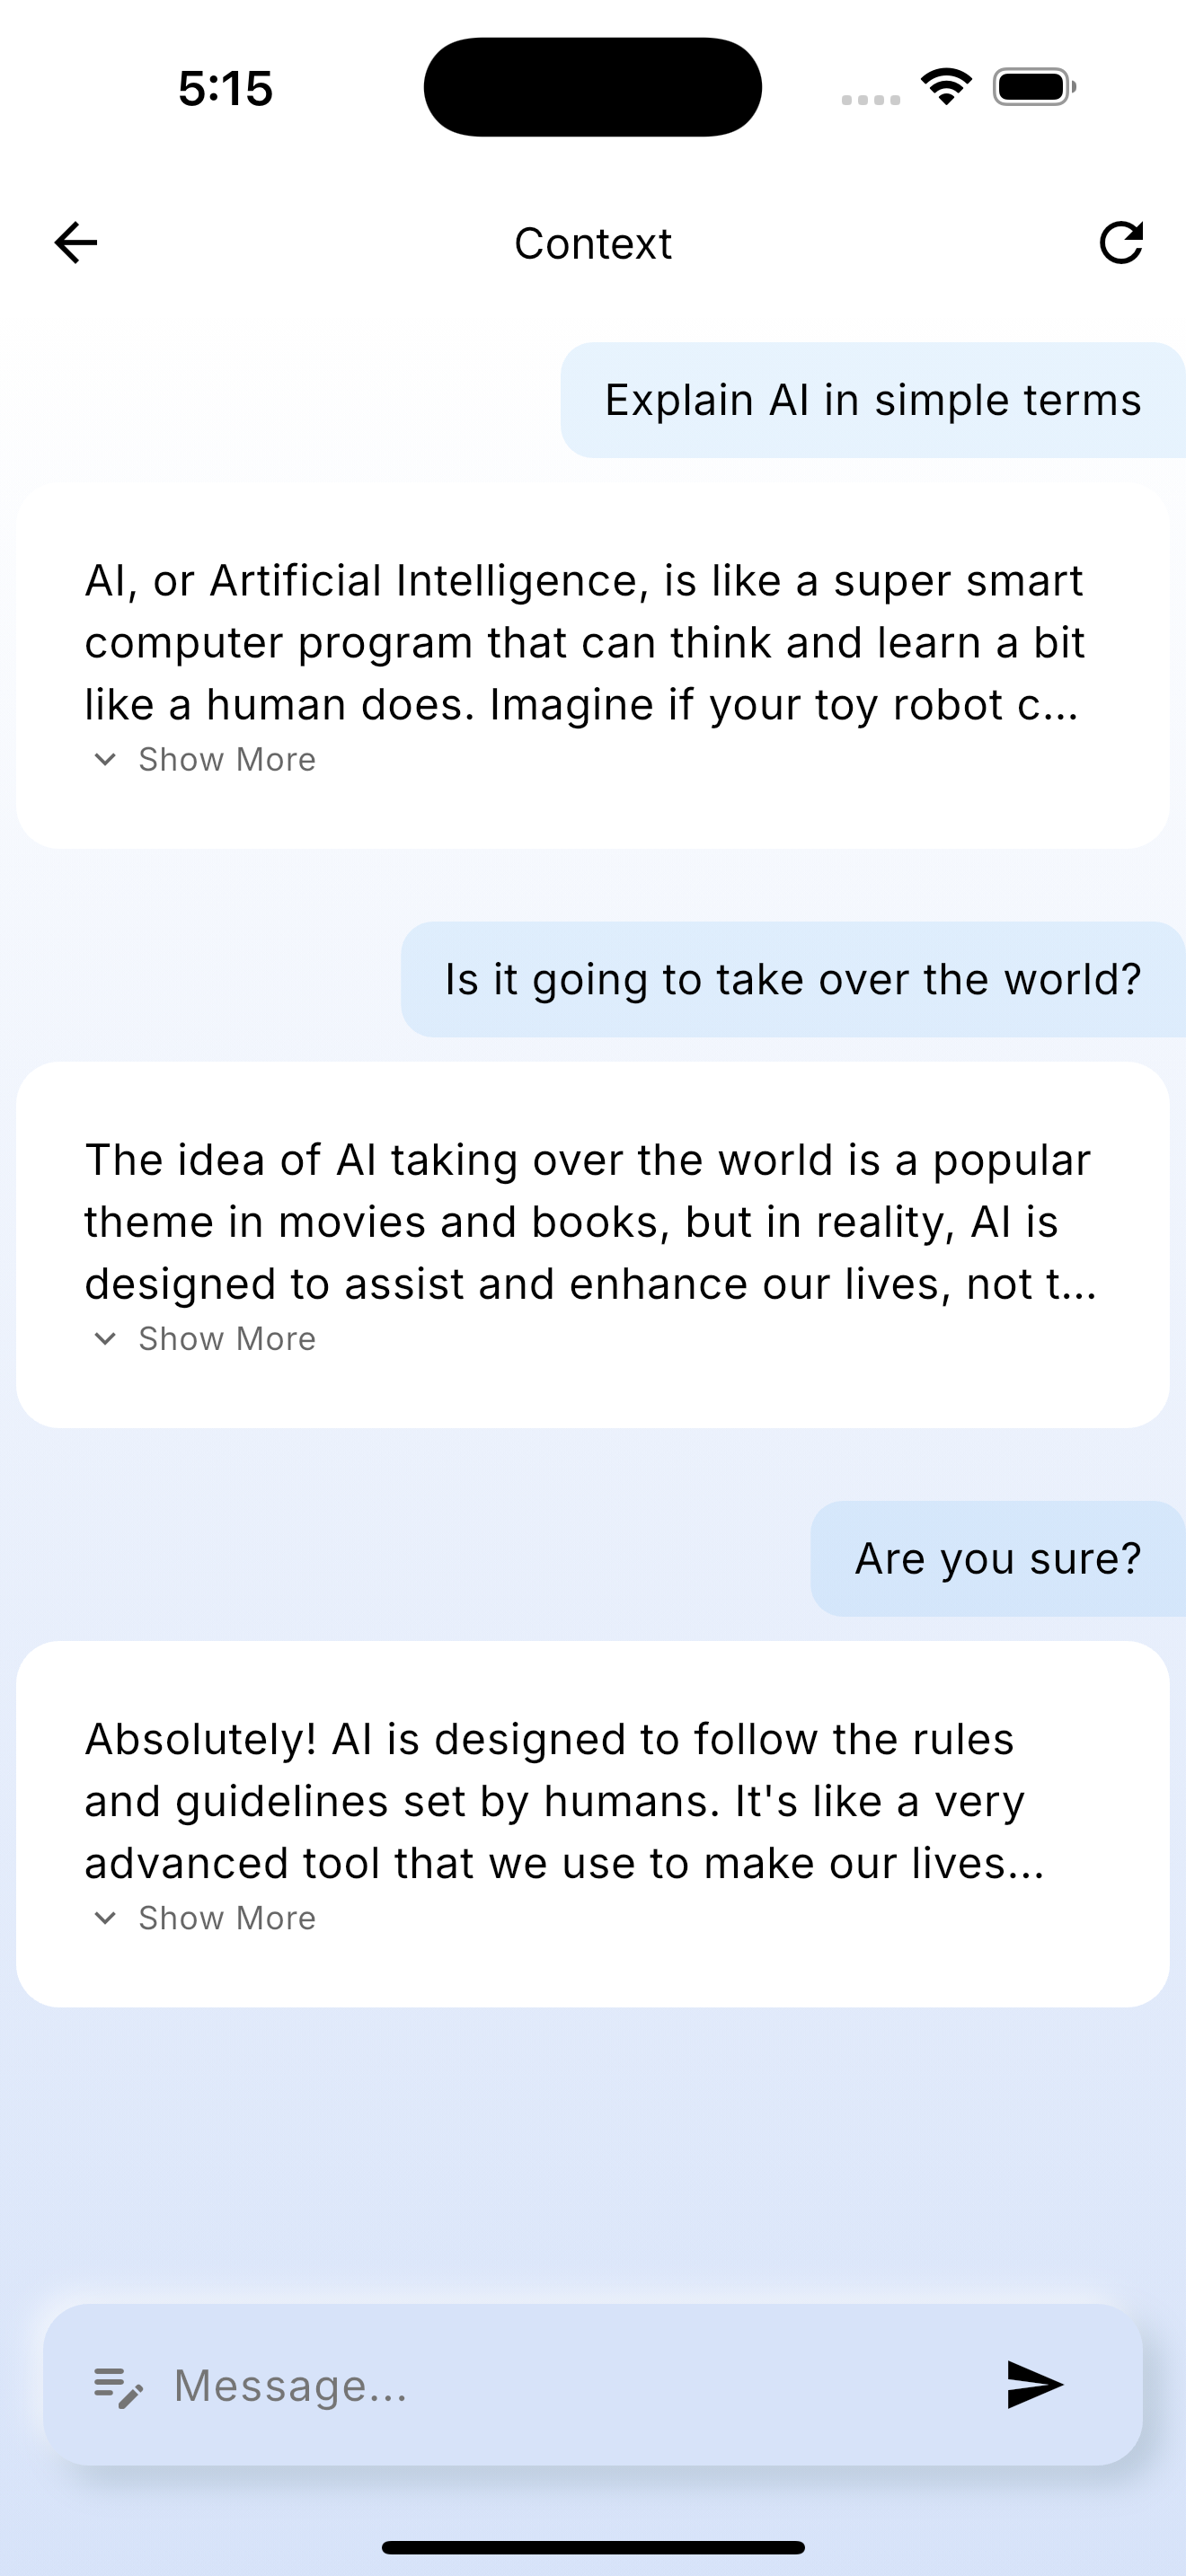 5:15
Context
Explain AI in simple terms
AI, or Artificial Intelligence, is like a super smart
computer program that can think and learn a bit
like a human does. Imagine if your toy robot c...
Show More
Is it going to take over the world?
The idea of AI taking over the world is a popular
theme in movies and books, but in reality, AI is
designed to assist and enhance our lives, not t...
Show More
Are you sure?
Absolutely! AI is designed to follow the rules
and guidelines set by humans. It's like a very
advanced tool that we use to make our lives...
Show More
Message...